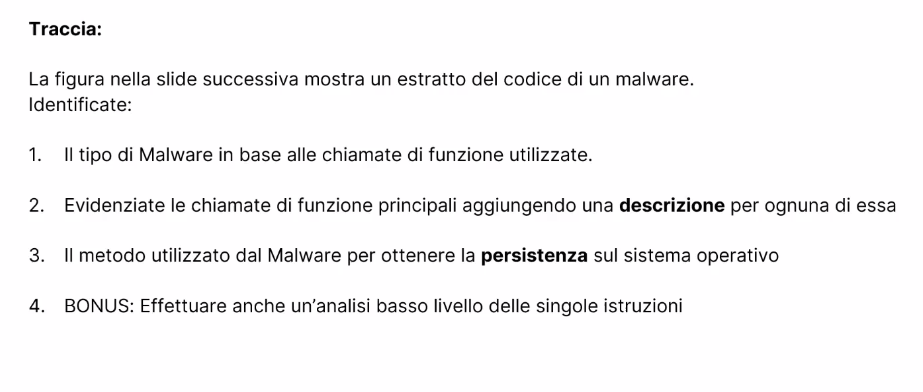 Traccia:
La figura nella slide successiva mostra un estratto del codice di un malware.
Identificate:
1. Il tipo di Malware in base alle chiamate di funzione utilizzate.
2. Evidenziate le chiamate di funzione principali aggiungendo una descrizione per ognuna di essa
3. Il metodo utilizzato dal Malware per ottenere la persistenza sul sistema operativo
4. BONUS: Effettuare anche un’analisi basso livello delle singole istruzioni